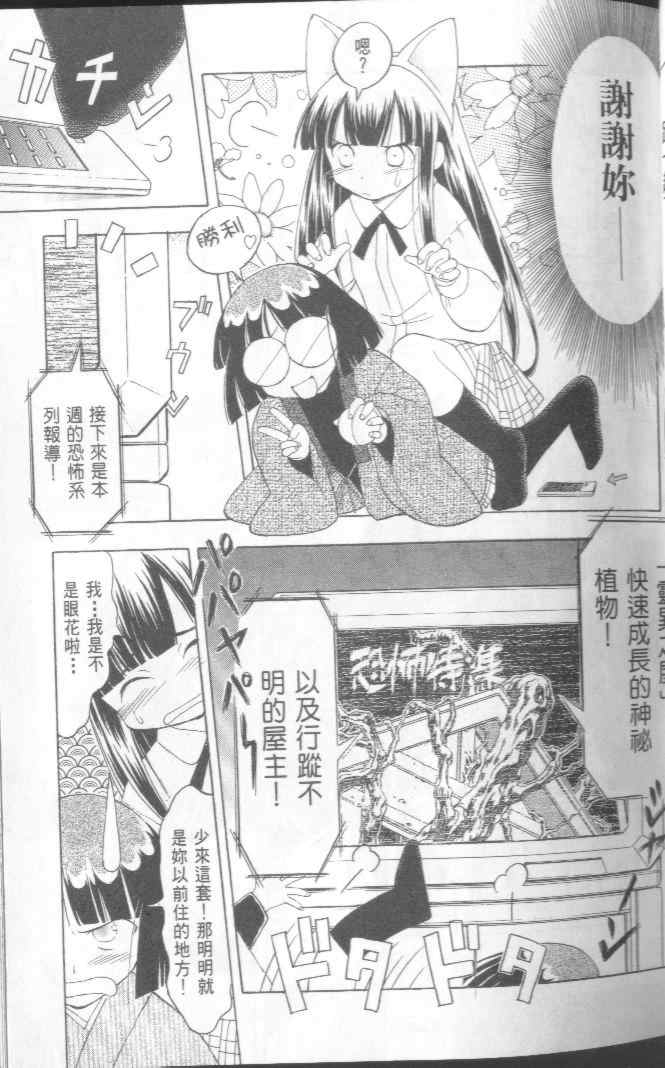 謝謝妳——
嗯？
勝利♡
カチ
ブウン
接下來是本
週的恐怖系
列報導！
快速成長的神祕
植物！
恐怖書集
以及行蹤不
明的屋主！
パパヤパ
ドタドタ
我…我是不
是眼花啦…
少來這套！那明明就
是妳以前住的地方！